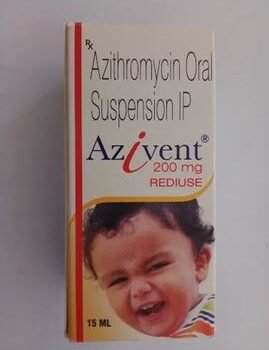 Rx
Azithromycin Oral
Suspension IP
Azivent®
200 mg
REDIUSE
15 ML